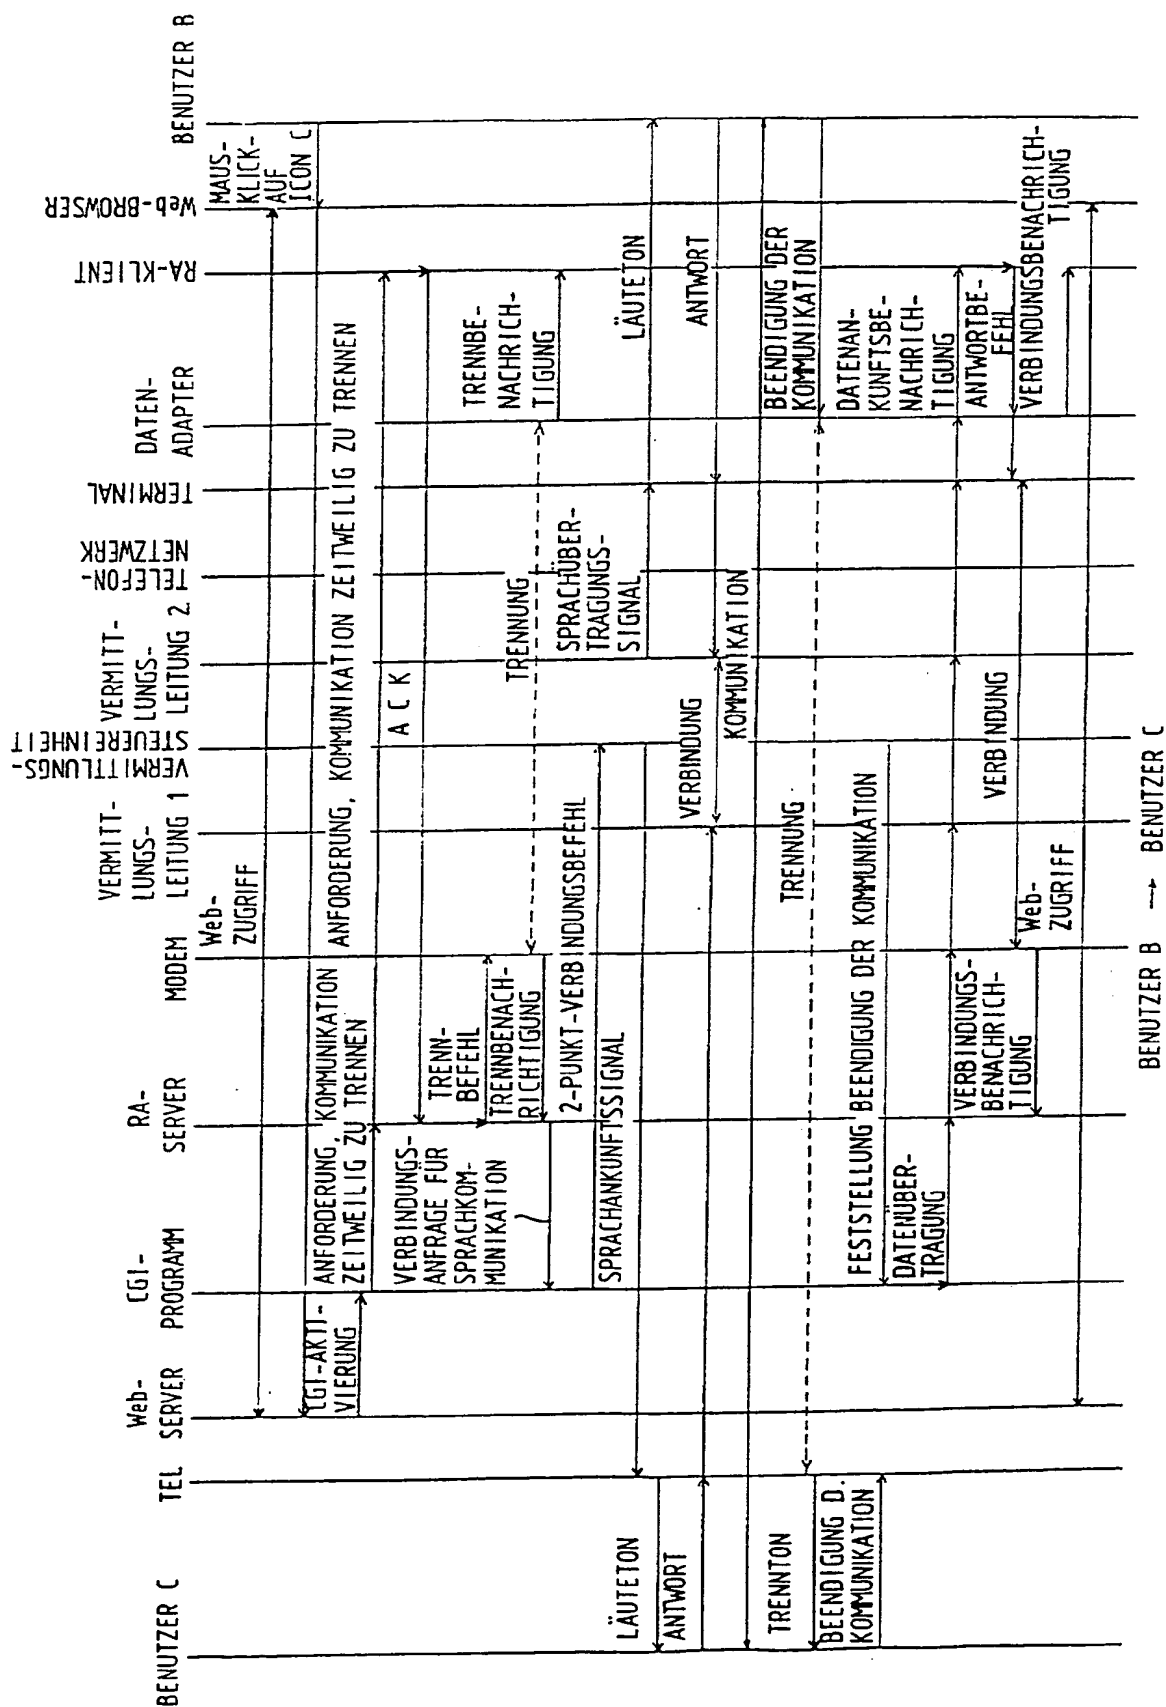 BENUTZER C
TEL
Web-
SERVER
CGI-
PROGRAMM
RA-
SERVER
MODEM
VERMITT-
LUNGS-
LEITUNG 1
VERMITTLUNGS-
STEUEREINHEIT
VERMITT-
LUNGS-
LEITUNG 2
TELEFON-
NETZWERK
TERMINAL
DATEN-
ADAPTER
RA-KLIENT
Web-BROWSER
BENUTZER B
Web-
ZUGRIFF
MAUS-
KLICK-
AUF
ICON C
CGI-AKTI-
VIERUNG
ANFORDERUNG, KOMMUNIKATION
ZEITWEILIG ZU TRENNEN
ANFORDERUNG, KOMMUNIKATION ZEITWEILIG ZU TRENNEN
ACK
VERBINDUNGS-
ANFRAGE FÜR
SPRACHKOM-
MUNIKATION
TRENN-
BEFEHL
TRENNBENACH-
RICHTIGUNG
TRENNUNG
TRENNBE-
NACHRICH-
TIGUNG
2-PUNKT-VERBINDUNGSBEFEHL
SPRACHANKUNFTSSIGNAL
SPRACHÜBER-
TRAGUNGS-
SIGNAL
LÄUTETON
LÄUTETON
ANTWORT
VERBINDUNG
ANTWORT
KOMMUNIKATION
TRENNTON
TRENNUNG
BEENDIGUNG DER
KOMMUNIKATION
BEENDIGUNG D.
KOMMUNIKATION
FESTSTELLUNG BEENDIGUNG DER KOMMUNIKATION
DATENÜBER-
TRAGUNG
DATENAN-
KUNFTSBE-
NACHRICH-
TIGUNG
VERBINDUNGS-
BENACHRICH-
TIGUNG
VERBINDUNG
ANTWORTBE-
FEHL
VERBINDUNGSBENACHRICH-
TIGUNG
Web-
ZUGRIFF
BENUTZER B → BENUTZER C